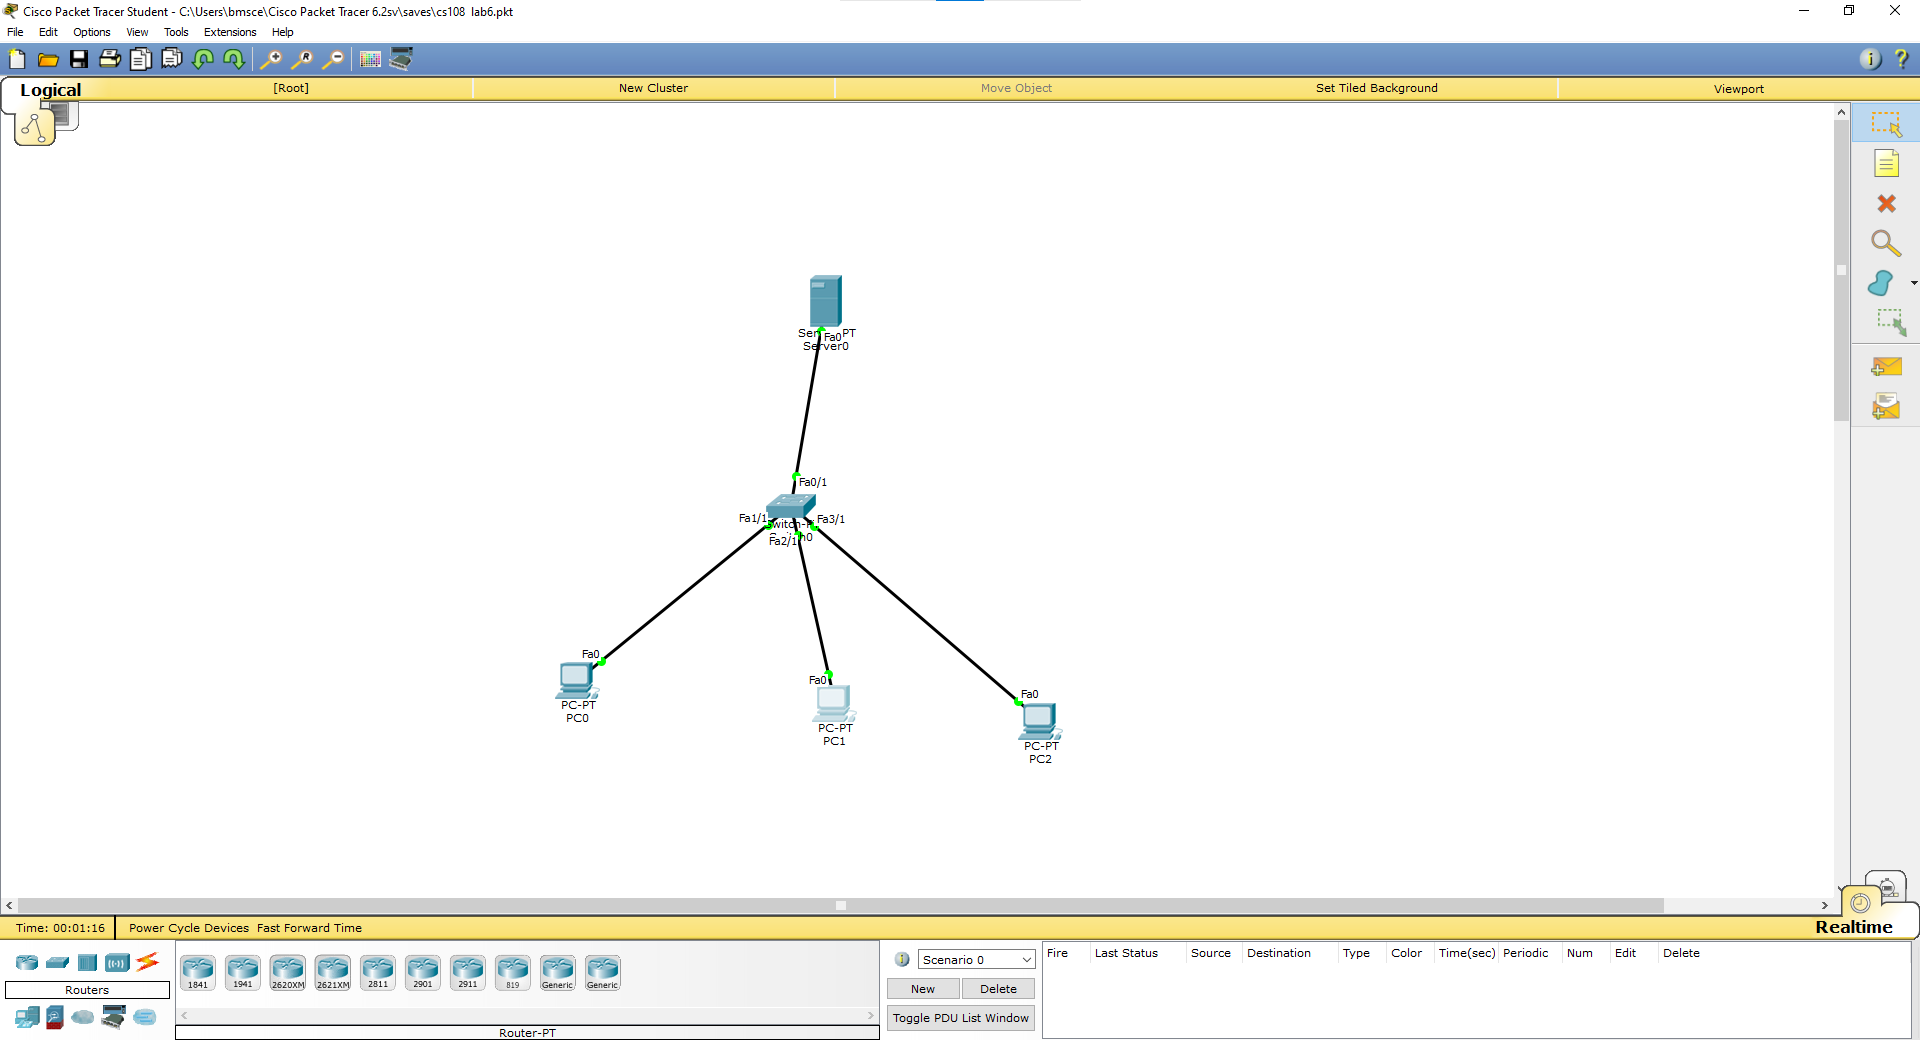 Cisco Packet Tracer Student - C:\Users\bmsce\Cisco Packet Tracer 6.2sv\saves\cs108 lab6.pkt
File Edit Options View Tools Extensions Help
Logical [Root] New Cluster Move Object Set Tiled Background Viewport
PT
Fa0
Server0
Fa0/1
Fa1/1
Fa3/1
Fa2/1
Fa0
PC-PT
PC0
Fa0
PC-PT
PC1
Fa0
PC-PT
PC2
Time: 00:01:16 Power Cycle Devices Fast Forward Time
Realtime
Routers
1841 1941 2620XM 2621XM 2811 2901 2911 819 Generic Generic
Router-PT
Scenario 0
New Delete
Toggle PDU List Window
Fire Last Status Source Destination Type Color Time(sec) Periodic Num Edit Delete